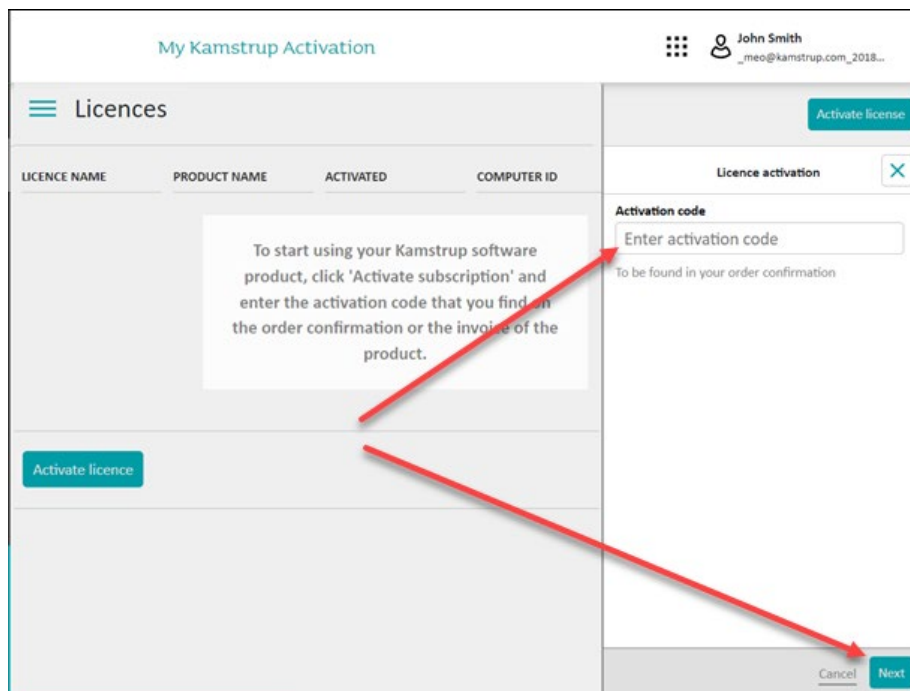 My Kamstrup Activation
John Smith
_meo@kamstrup.com_2018...
Licences
Activate license
LICENCE NAME PRODUCT NAME ACTIVATED COMPUTER ID
Licence activation
Activation code
Enter activation code
To be found in your order confirmation
To start using your Kamstrup software
product, click 'Activate subscription' and
enter the activation code that you find on
the order confirmation or the invoice of the
product.
Activate licence
Cancel Next